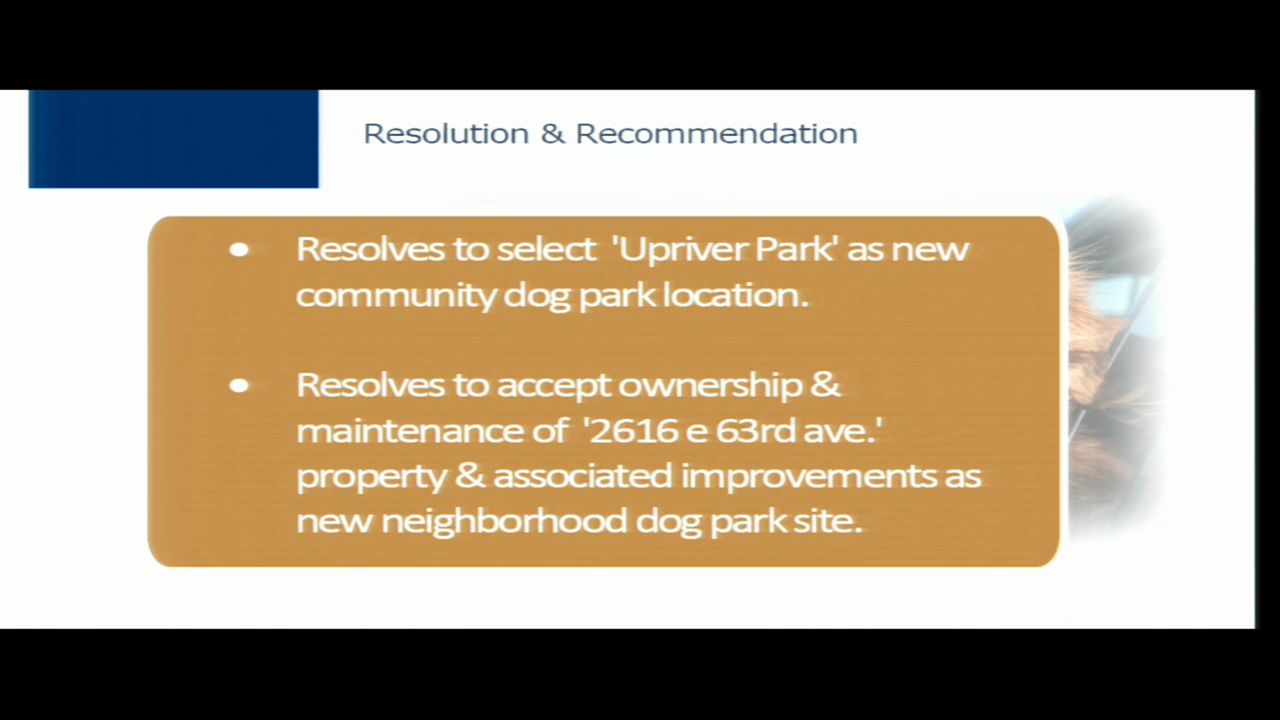 Resolution & Recommendation
• Resolves to select 'Upriver Park' as new
community dog park location.
• Resolves to accept ownership &
maintenance of '2616 e 63rd ave.'
property & associated improvements as
new neighborhood dog park site.